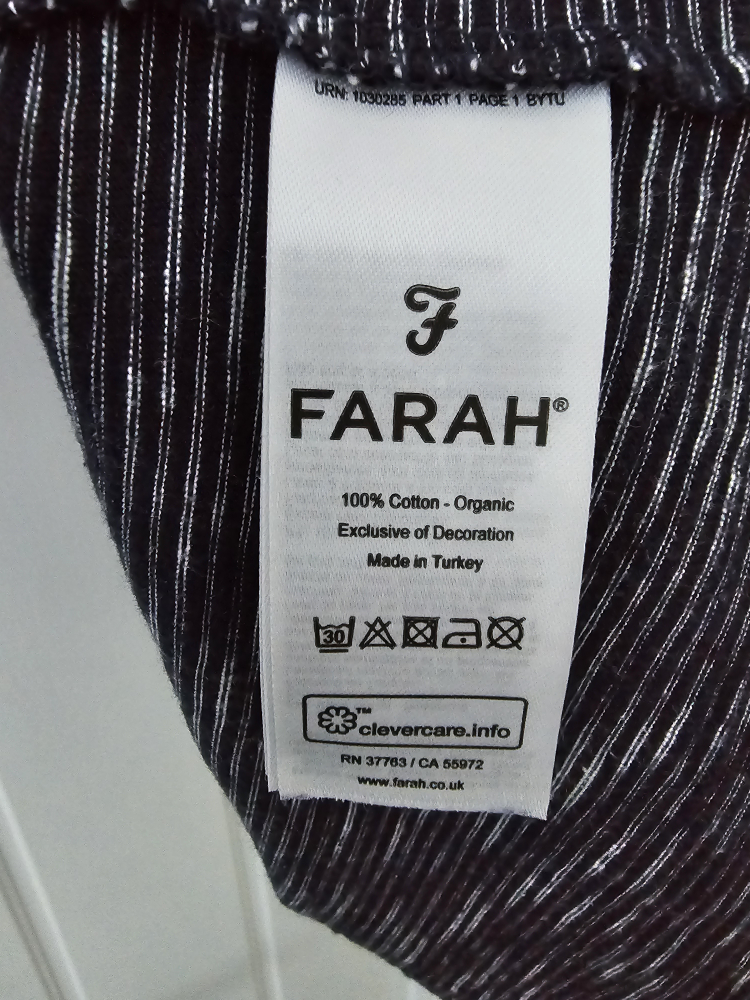 URN: 1030285 PART 1 PAGE 1 BYTU
F
FARAH®
100% Cotton - Organic
Exclusive of Decoration
Made in Turkey
30
™
clevercare.info
RN 37763 / CA 55972
www.farah.co.uk